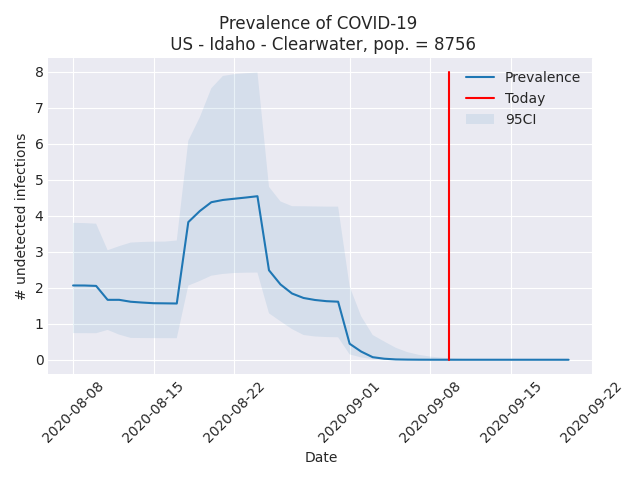 Prevalence of COVID-19
US - Idaho - Clearwater, pop. = 8756
8
7
6
5
4
3
2
1
0
# undetected infections
Prevalence
Today
95CI
2020-08-08
2020-08-15
2020-08-22
2020-09-01
2020-09-08
2020-09-15
2020-09-22
Date